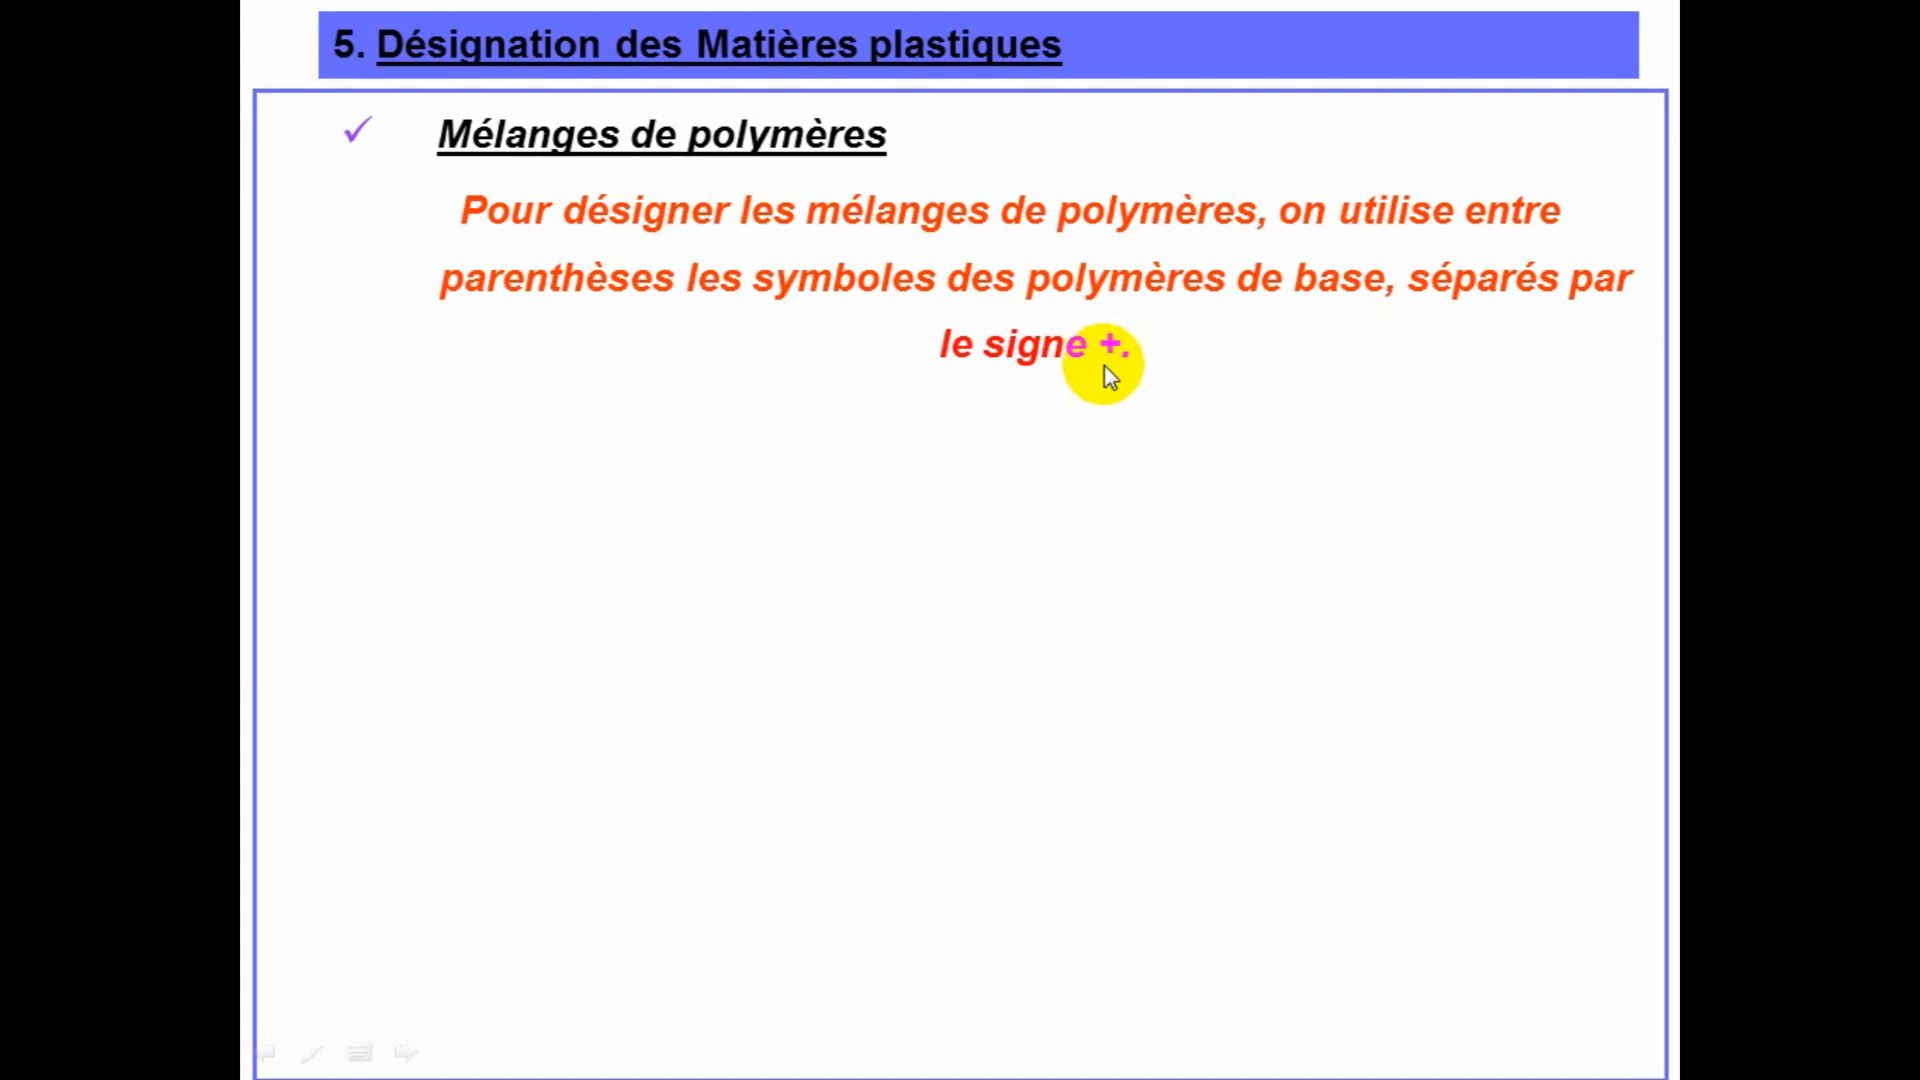 5. Désignation des Matières plastiques
✓ Mélanges de polymères
Pour désigner les mélanges de polymères, on utilise entre
parenthèses les symboles des polymères de base, séparés par
le signe +.